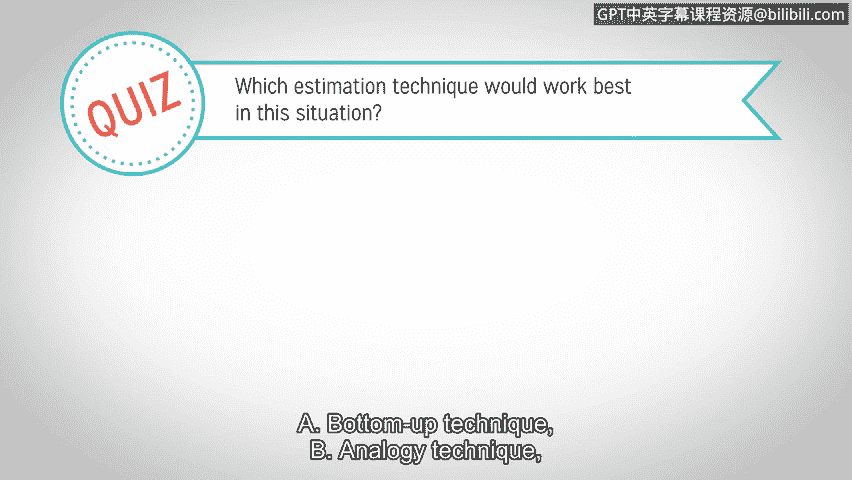 GPT中英字幕课程资源@bilibili.com
QUIZ
Which estimation technique would work best
in this situation?
A. Bottom-up technique,
B. Analogy technique,